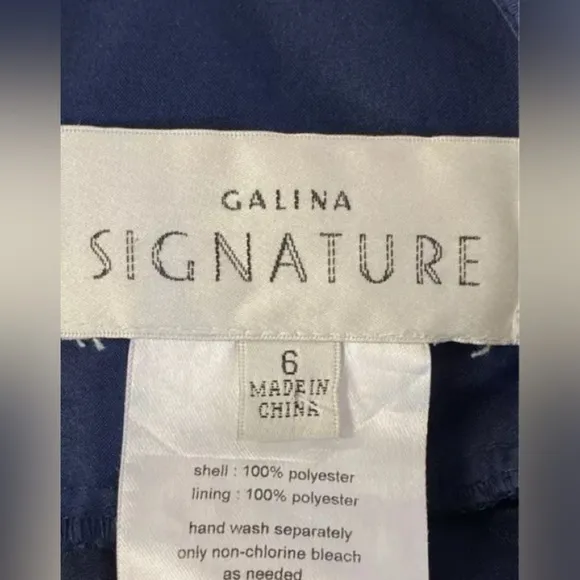 GALINA
SIGNATURE
6
MADE IN
CHINA
shell : 100% polyester
lining : 100% polyester
hand wash separately
only non-chlorine bleach
as needed